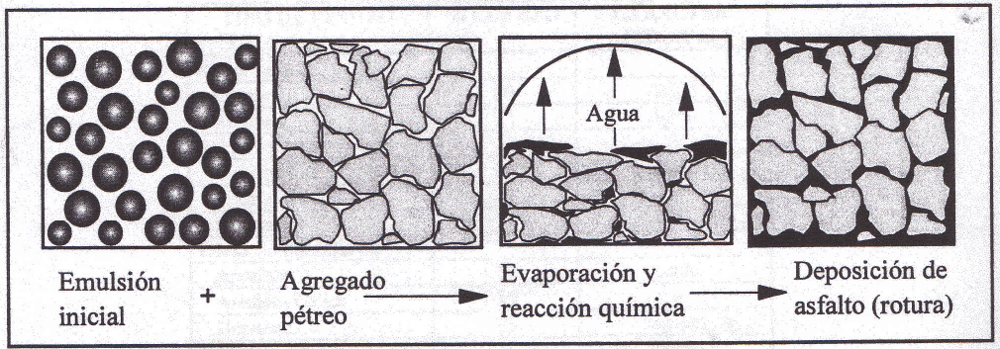 Agua
Emulsión
inicial
+
Agregado
pétreo
Evaporación y
reacción química
Deposición de
asfalto (rotura)